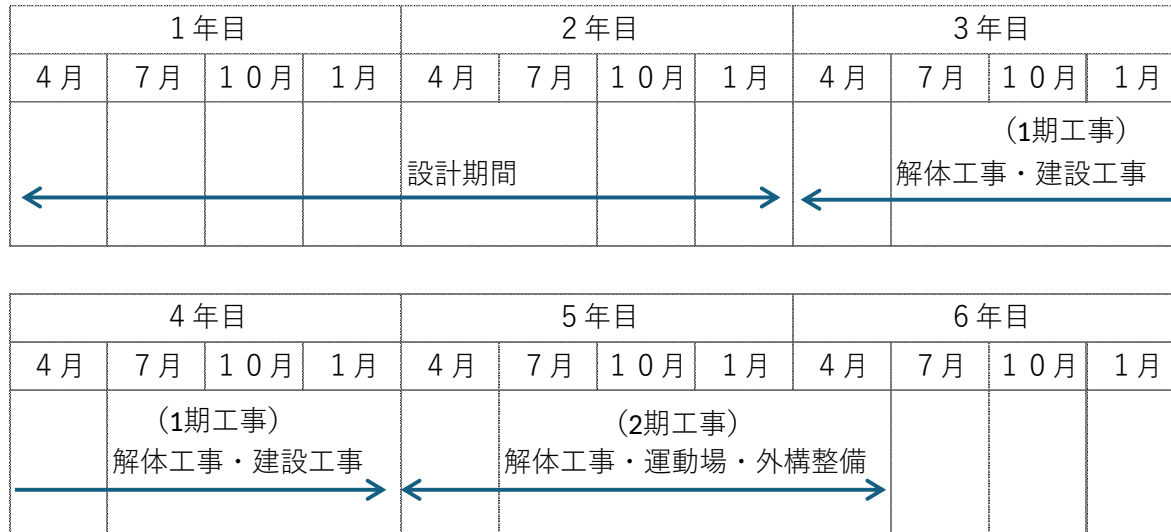 1年目 2年目 3年目
4月 7月 10月 1月 4月 7月 10月 1月 4月 7月 10月 1月
(1期工事)
設計期間 解体工事・建設工事
4年目 5年目 6年目
4月 7月 10月 1月 4月 7月 10月 1月 4月 7月 10月 1月
(1期工事) (2期工事)
解体工事・建設工事 解体工事・運動場・外構整備